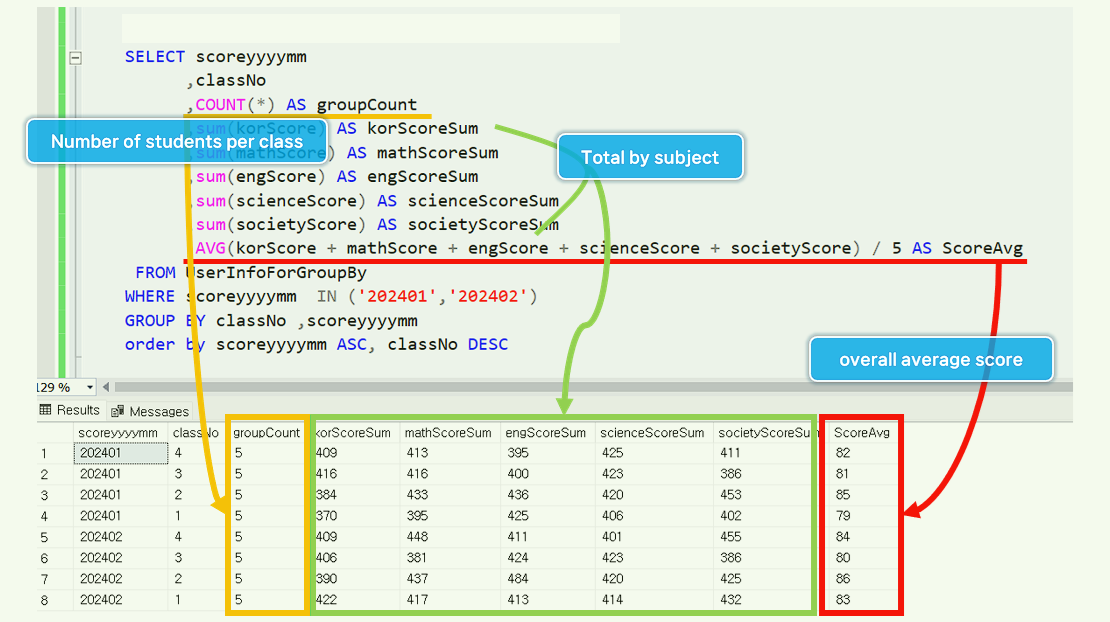 SELECT scoreyyyymm
,classNo
,COUNT(*) AS groupCount
,sum(korScore) AS korScoreSum
Number of students per class
,sum(mathScore) AS mathScoreSum
Total by subject
,sum(engScore) AS engScoreSum
,sum(scienceScore) AS scienceScoreSum
sum(societyScore) AS societyScoreSum
AVG(korScore + mathScore + engScore + scienceScore + societyScore) / 5 AS ScoreAvg
FROM UserInfoForGroupBy
WHERE scoreyyyymm IN ('202401','202402')
GROUP BY classNo ,scoreyyyymm
order by scoreyyyymm ASC, classNo DESC
overall average score
129 %
Results Messages
scoreyyyymm classNo groupCount korScoreSum mathScoreSum engScoreSum scienceScoreSum societyScoreSum ScoreAvg
1 202401 4 5 409 413 395 425 411 82
2 202401 3 5 416 416 400 423 386 81
3 202401 2 5 384 433 436 420 453 85
4 202401 1 5 370 395 425 406 402 79
5 202402 4 5 409 448 411 401 455 84
6 202402 3 5 406 381 424 423 386 80
7 202402 2 5 390 437 484 420 425 86
8 202402 1 5 422 417 413 414 432 83